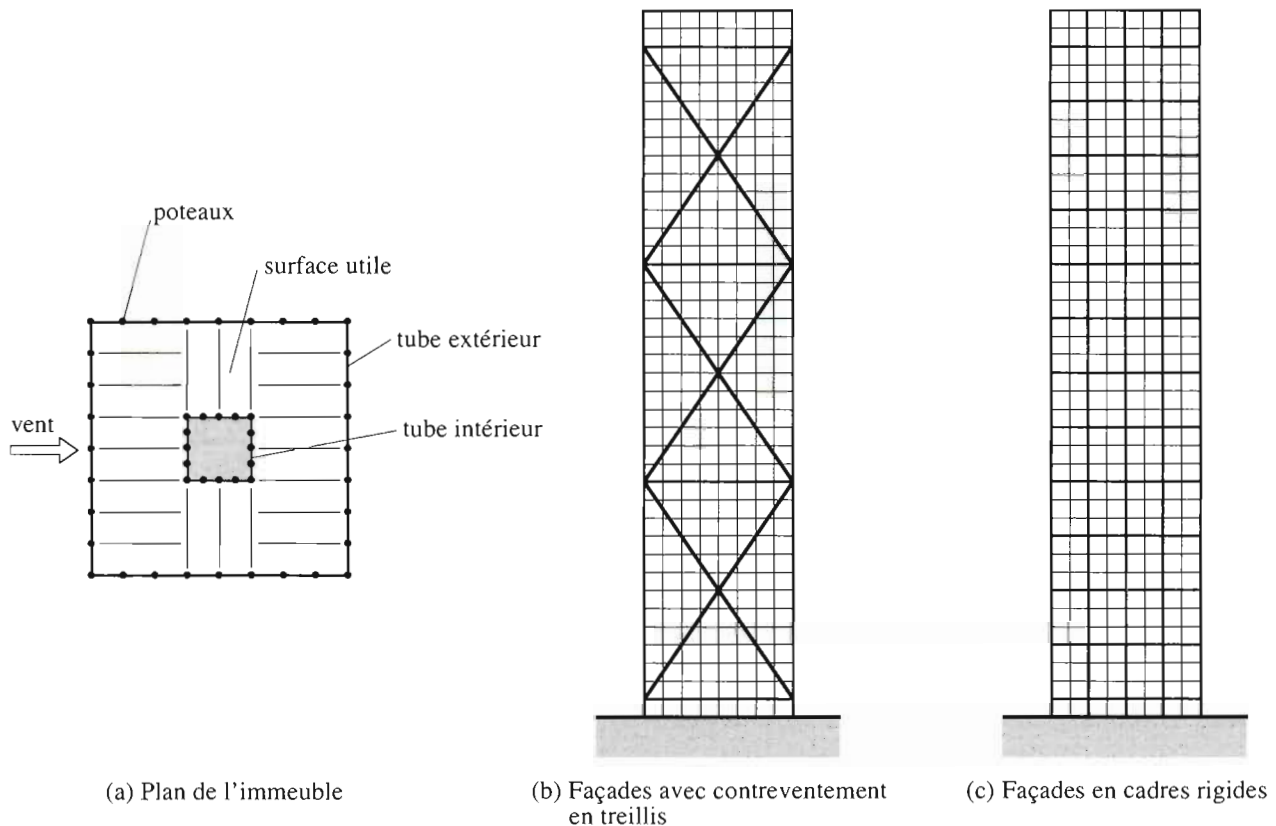 poteaux
surface utile
tube extérieur
vent
tube intérieur
(a) Plan de l'immeuble
(b) Façades avec contreventement
en treillis
(c) Façades en cadres rigides